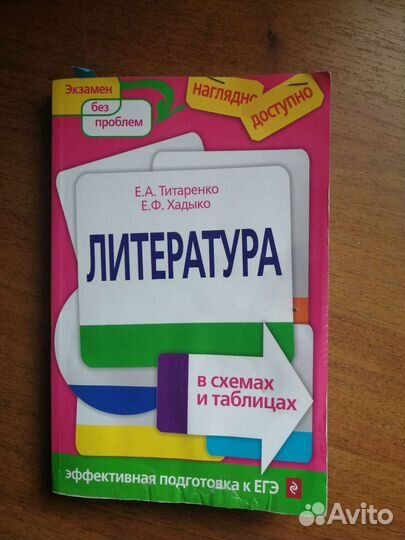 Экзамен
без
проблем
наглядно
доступно
Е.А. Титаренко
Е.Ф. Хадыко
ЛИТЕРАТУРА
в схемах
и таблицах
эффективная подготовка к ЕГЭ
Avito